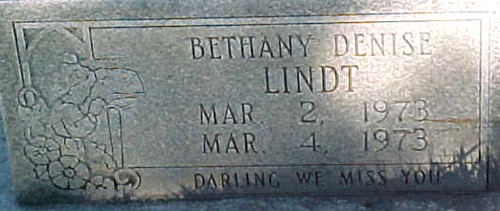 BETHANY DENISE
LINDT
MAR. 2, 1973
MAR. 4, 1973
DARLING WE MISS YOU